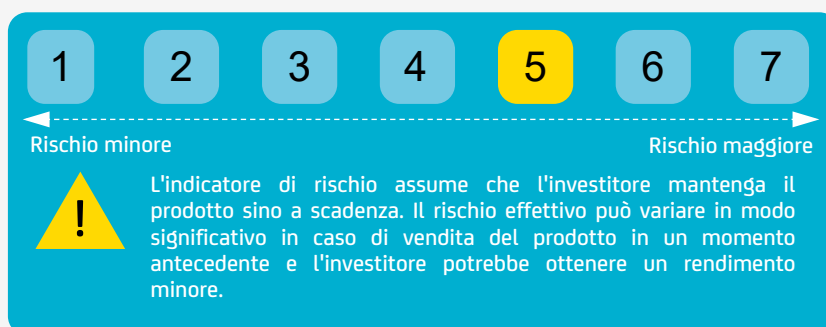 1 2 3 4 5 6 7
Rischio minore Rischio maggiore
!
L'indicatore di rischio assume che l'investitore mantenga il
prodotto sino a scadenza. Il rischio effettivo può variare in modo
significativo in caso di vendita del prodotto in un momento
antecedente e l'investitore potrebbe ottenere un rendimento
minore.